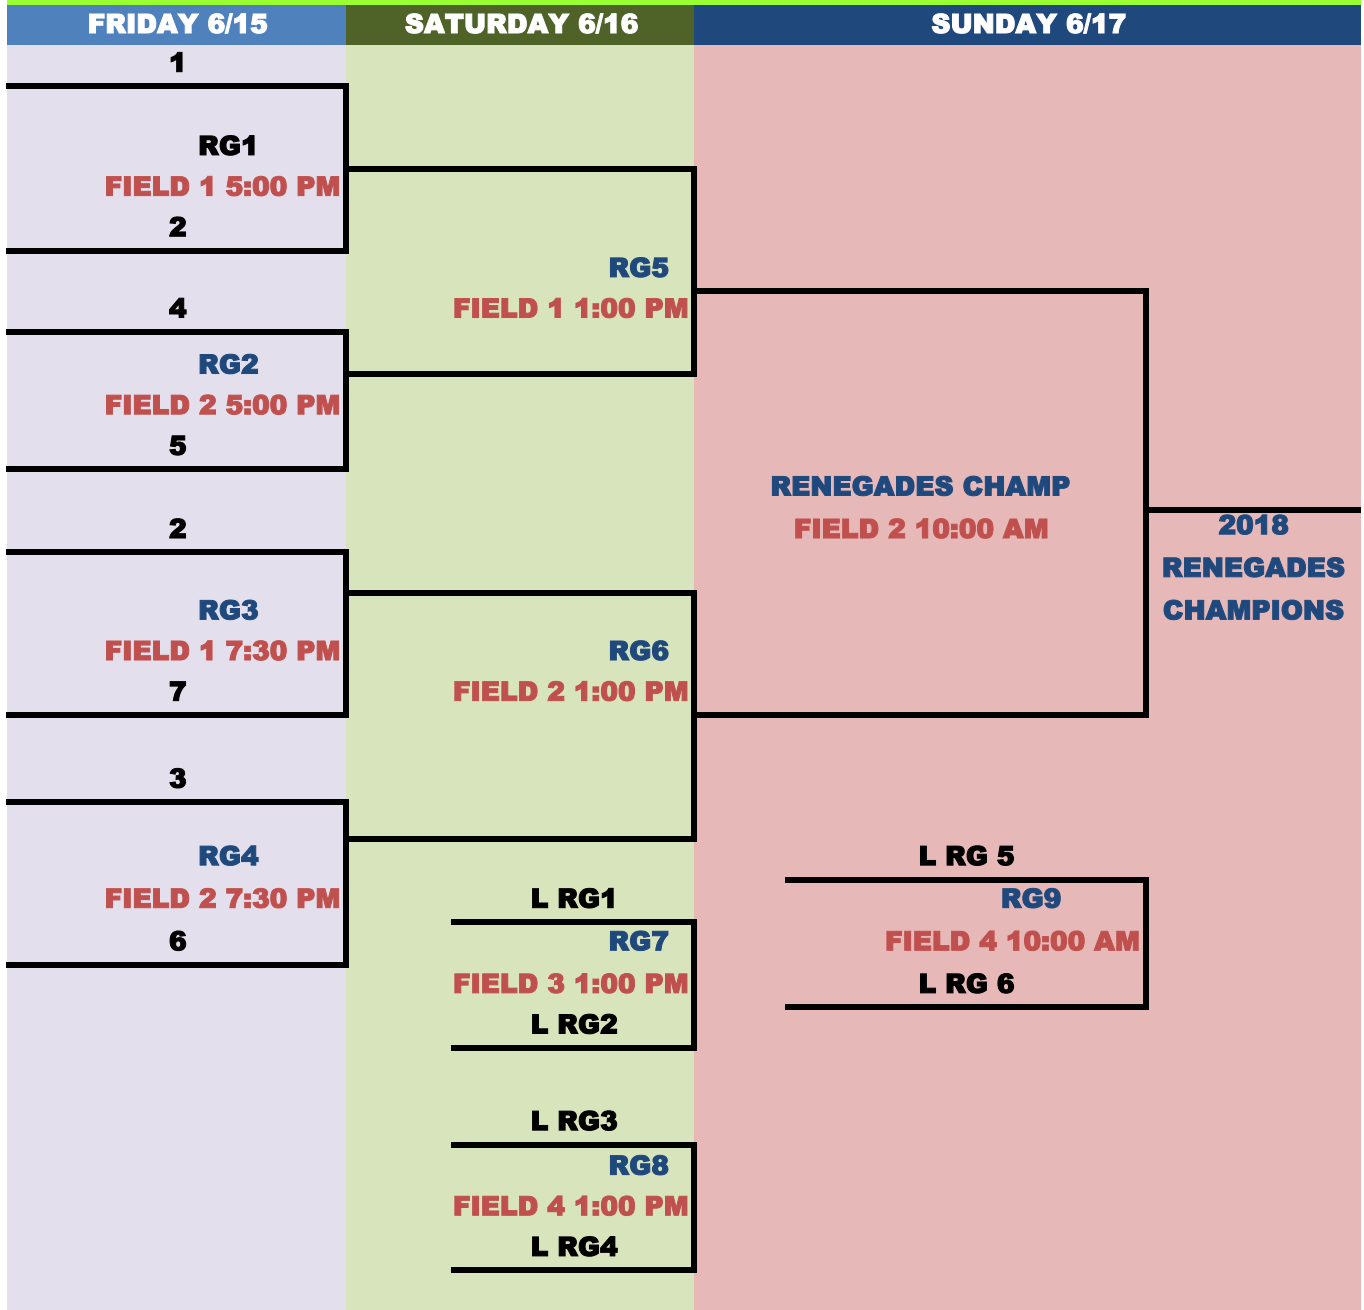 FRIDAY 6/15
SATURDAY 6/16
SUNDAY 6/17
1
RG1
FIELD 1 5:00 PM
2
4
RG2
FIELD 2 5:00 PM
5
2
RG3
FIELD 1 7:30 PM
7
3
RG4
FIELD 2 7:30 PM
6
RG5
FIELD 1 1:00 PM
RG6
FIELD 2 1:00 PM
L RG1
RG7
FIELD 3 1:00 PM
L RG2
L RG3
RG8
FIELD 4 1:00 PM
L RG4
RENEGADES CHAMP
FIELD 2 10:00 AM
2018
RENEGADES
CHAMPIONS
L RG 5
RG9
FIELD 4 10:00 AM
L RG 6